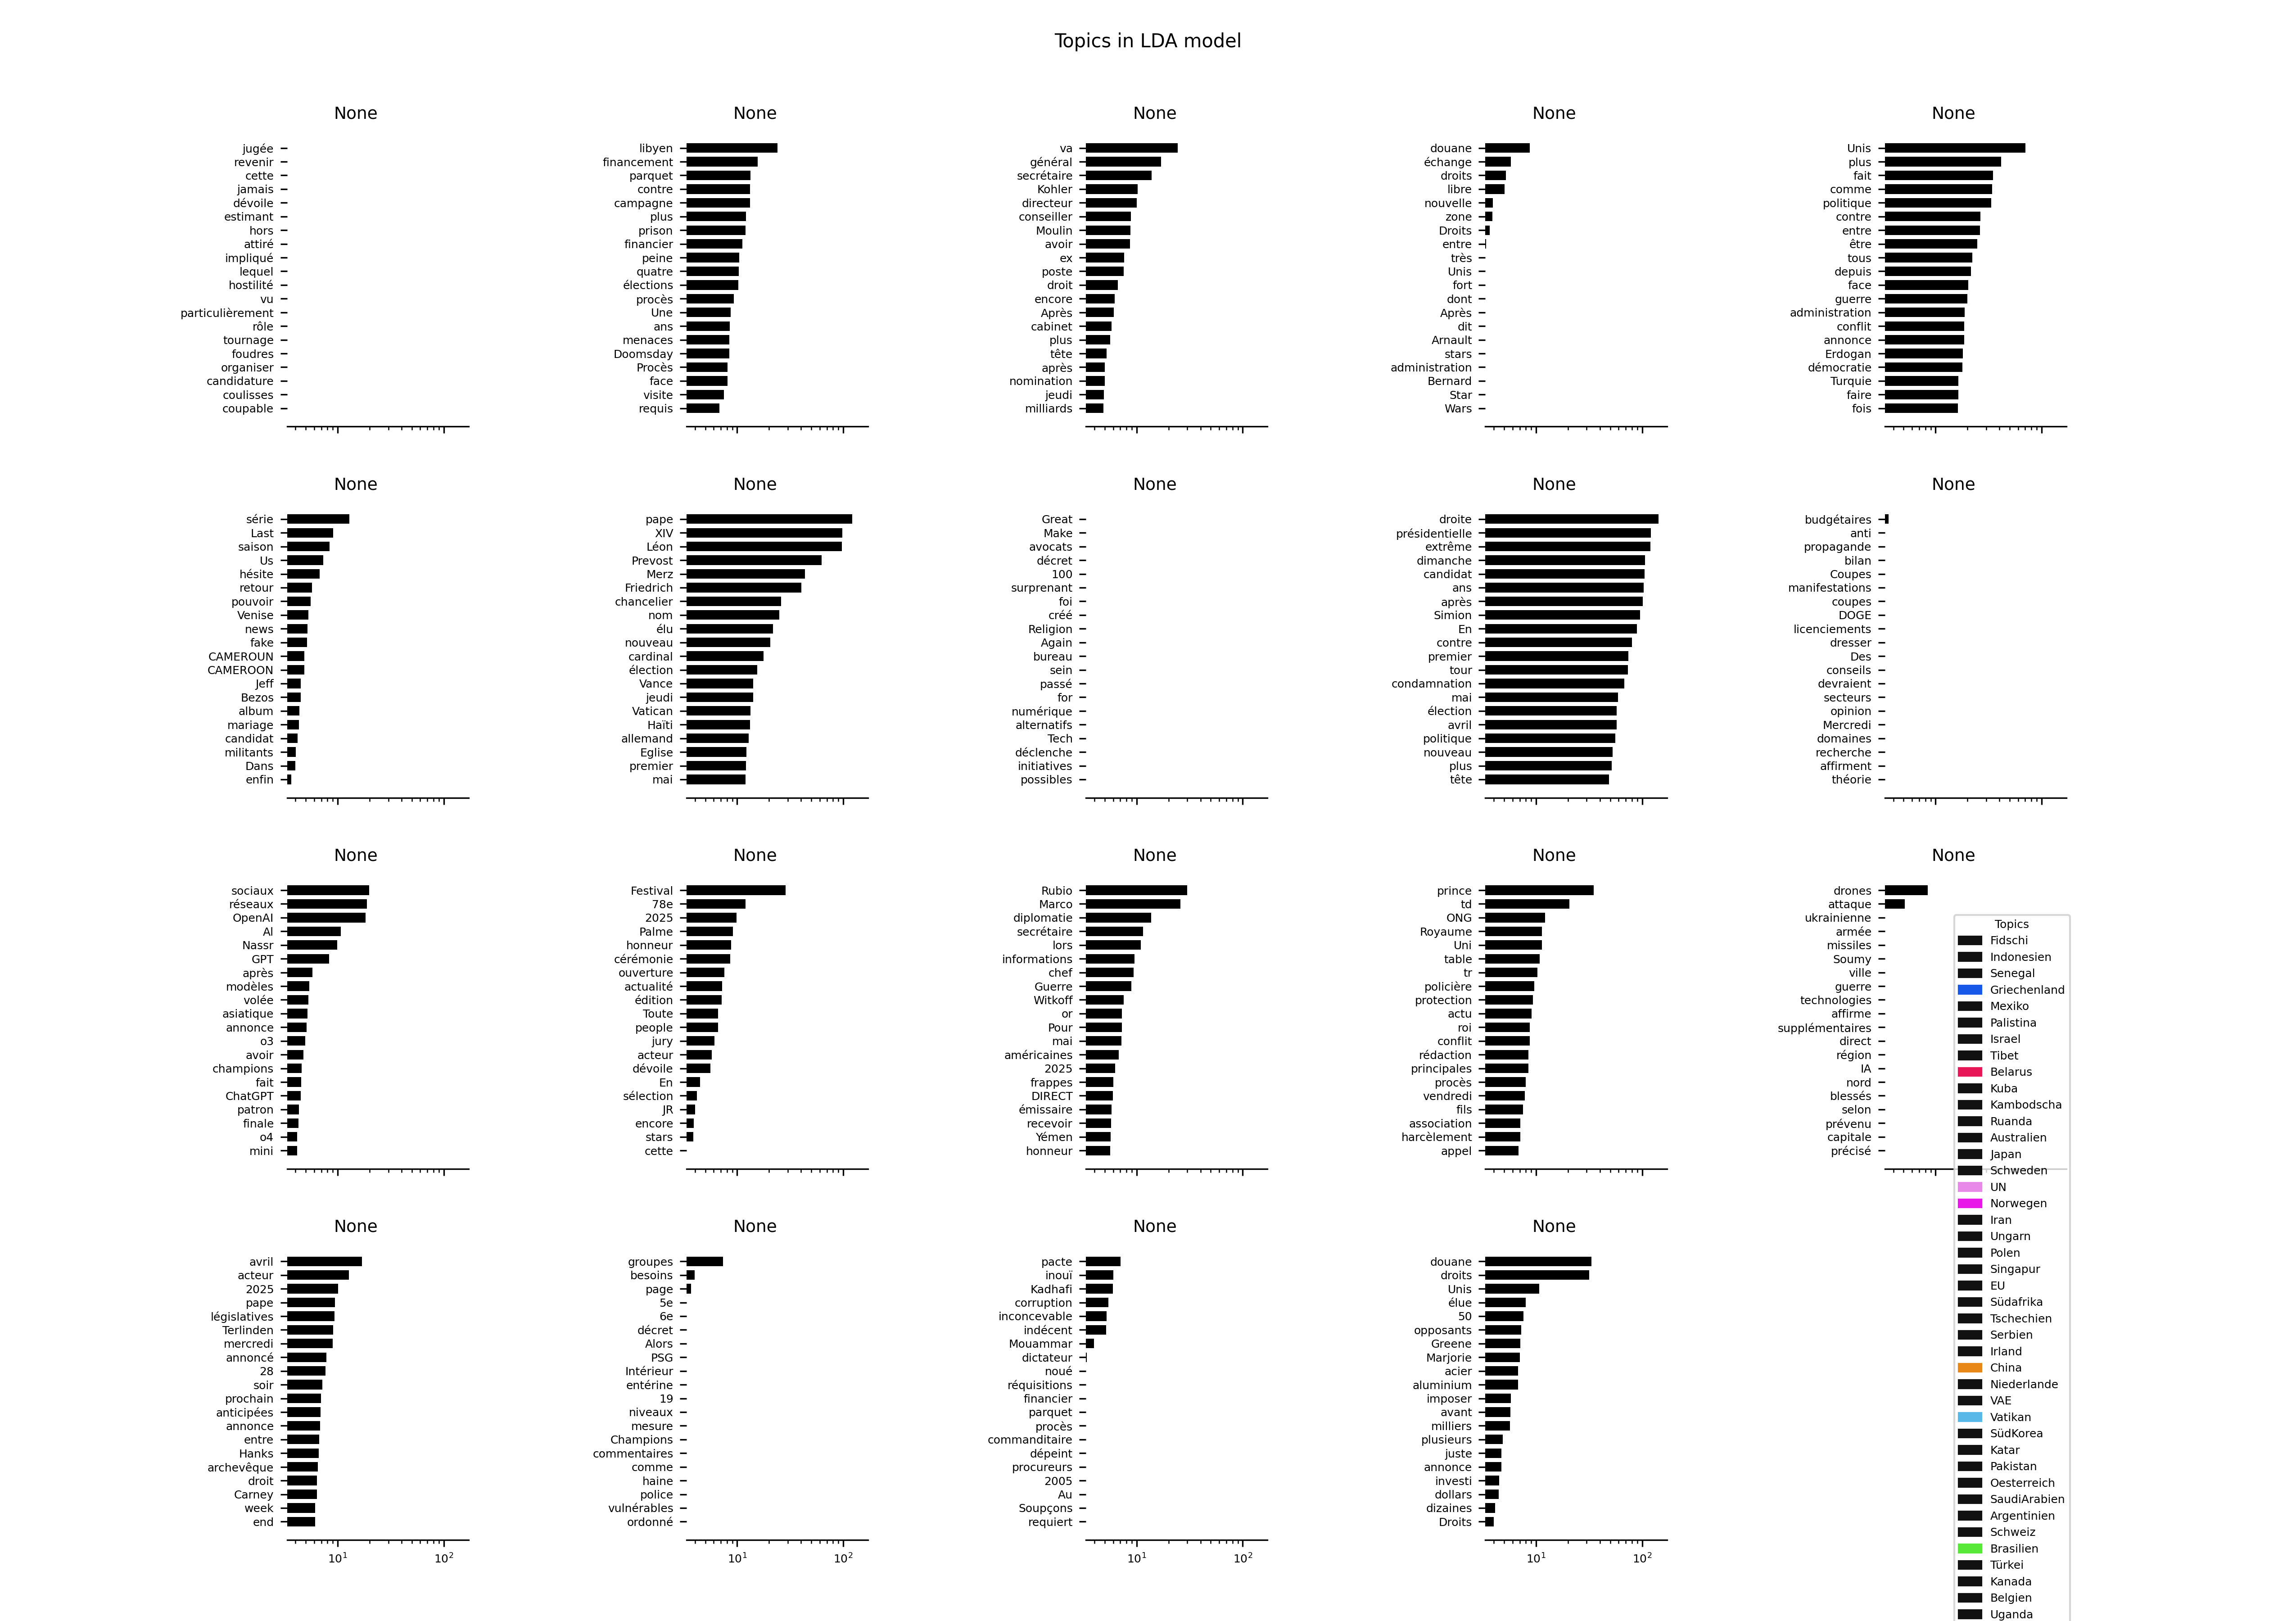 Topics in LDA model
None
jugée
revenir
cette
jamais
dévoile
estimant
hors
attiré
impliqué
lequel
hostilité
vu
particulièrement
rôle
tournage
foudres
organiser
candidature
coulisses
coupable
None
libyen
financement
parquet
contre
campagne
plus
prison
financier
peine
quatre
élections
procès
Une
ans
menaces
Doomsday
Procès
face
visite
requis
None
va
général
secrétaire
Kohler
directeur
conseiller
Moulin
avoir
ex
poste
droit
encore
Après
cabinet
plus
tête
après
nomination
jeudi
milliards
None
douane
échange
droits
libre
nouvelle
zone
Droits
entre
très
Unis
fort
dont
Après
dit
Arnault
stars
administration
Bernard
Star
Wars
None
Unis
plus
fait
comme
politique
contre
entre
être
tous
depuis
face
guerre
administration
conflit
annonce
Erdogan
démocratie
Turquie
faire
fois
None
série
Last
saison
Us
hésite
retour
pouvoir
Venise
news
fake
CAMEROUN
CAMEROON
Jeff
Bezos
album
mariage
candidat
militants
Dans
enfin
None
pape
XIV
Léon
Prevost
Merz
Friedrich
chancelier
nom
élu
nouveau
cardinal
élection
Vance
jeudi
Vatican
Haïti
allemand
Eglise
premier
mai
None
Great
Make
avocats
décret
100
surprenant
foi
créé
Religion
Again
bureau
sein
passé
for
numérique
alternatifs
Tech
déclenche
initiatives
possibles
None
droite
présidentielle
extrême
dimanche
candidat
ans
après
Simion
En
contre
premier
tour
condamnation
mai
élection
avril
politique
nouveau
plus
tête
None
budgétaires
anti
propagande
bilan
Coupes
manifestations
coupes
DOGE
licenciements
dresser
Des
conseils
devraient
secteurs
opinion
Mercredi
domaines
recherche
affirment
théorie
None
sociaux
réseaux
OpenAI
AI
Nassr
GPT
après
modèles
volée
asiatique
annonce
o3
avoir
champions
fait
ChatGPT
patron
finale
o4
mini
None
Festival
78e
2025
Palme
honneur
cérémonie
ouverture
actualité
édition
Toute
people
jury
acteur
dévoile
En
sélection
JR
encore
stars
cette
None
Rubio
Marco
diplomatie
secrétaire
lors
informations
chef
Guerre
Witkoff
or
Pour
mai
américaines
2025
frappes
DIRECT
émissaire
recevoir
Yémen
honneur
None
prince
td
ONG
Royaume
Uni
table
tr
policière
protection
actu
roi
conflit
rédaction
principales
procès
vendredi
fils
association
harcèlement
appel
None
drones
attaque
ukrainienne
armée
missiles
Soumy
ville
guerre
technologies
affirme
supplémentaires
direct
région
IA
nord
blessés
selon
prévenu
capitale
précisé
None
avril
acteur
2025
pape
législatives
Terlinden
mercredi
annoncé
28
soir
prochain
anticipées
annonce
entre
Hanks
archevêque
droit
Carney
week
end
10¹ 10²
None
groupes
besoins
page
5e
6e
décret
Alors
PSG
Intérieur
entérine
19
niveaux
mesure
Champions
commentaires
comme
haine
police
vulnérables
ordonné
10¹ 10²
None
pacte
inouï
Kadhafi
corruption
inconcevable
indécent
Mouammar
dictateur
noué
réquisitions
financier
parquet
procès
commanditaire
dépeint
procureurs
2005
Au
Soupçons
requiert
10¹ 10²
None
douane
droits
Unis
élue
50
opposants
Greene
Marjorie
acier
aluminium
imposer
avant
milliers
plusieurs
juste
annonce
investi
dollars
dizaines
Droits
10¹ 10²
Topics
Fidschi
Indonesien
Senegal
Griechenland
Mexiko
Palistina
Israel
Tibet
Belarus
Kuba
Kambodscha
Ruanda
Australien
Japan
Schweden
UN
Norwegen
Iran
Ungarn
Polen
Singapur
EU
Südafrika
Tschechien
Serbien
Irland
China
Niederlande
VAE
Vatikan
SüdKorea
Katar
Pakistan
Oesterreich
SaudiArabien
Argentinien
Schweiz
Brasilien
Türkei
Kanada
Belgien
Uganda